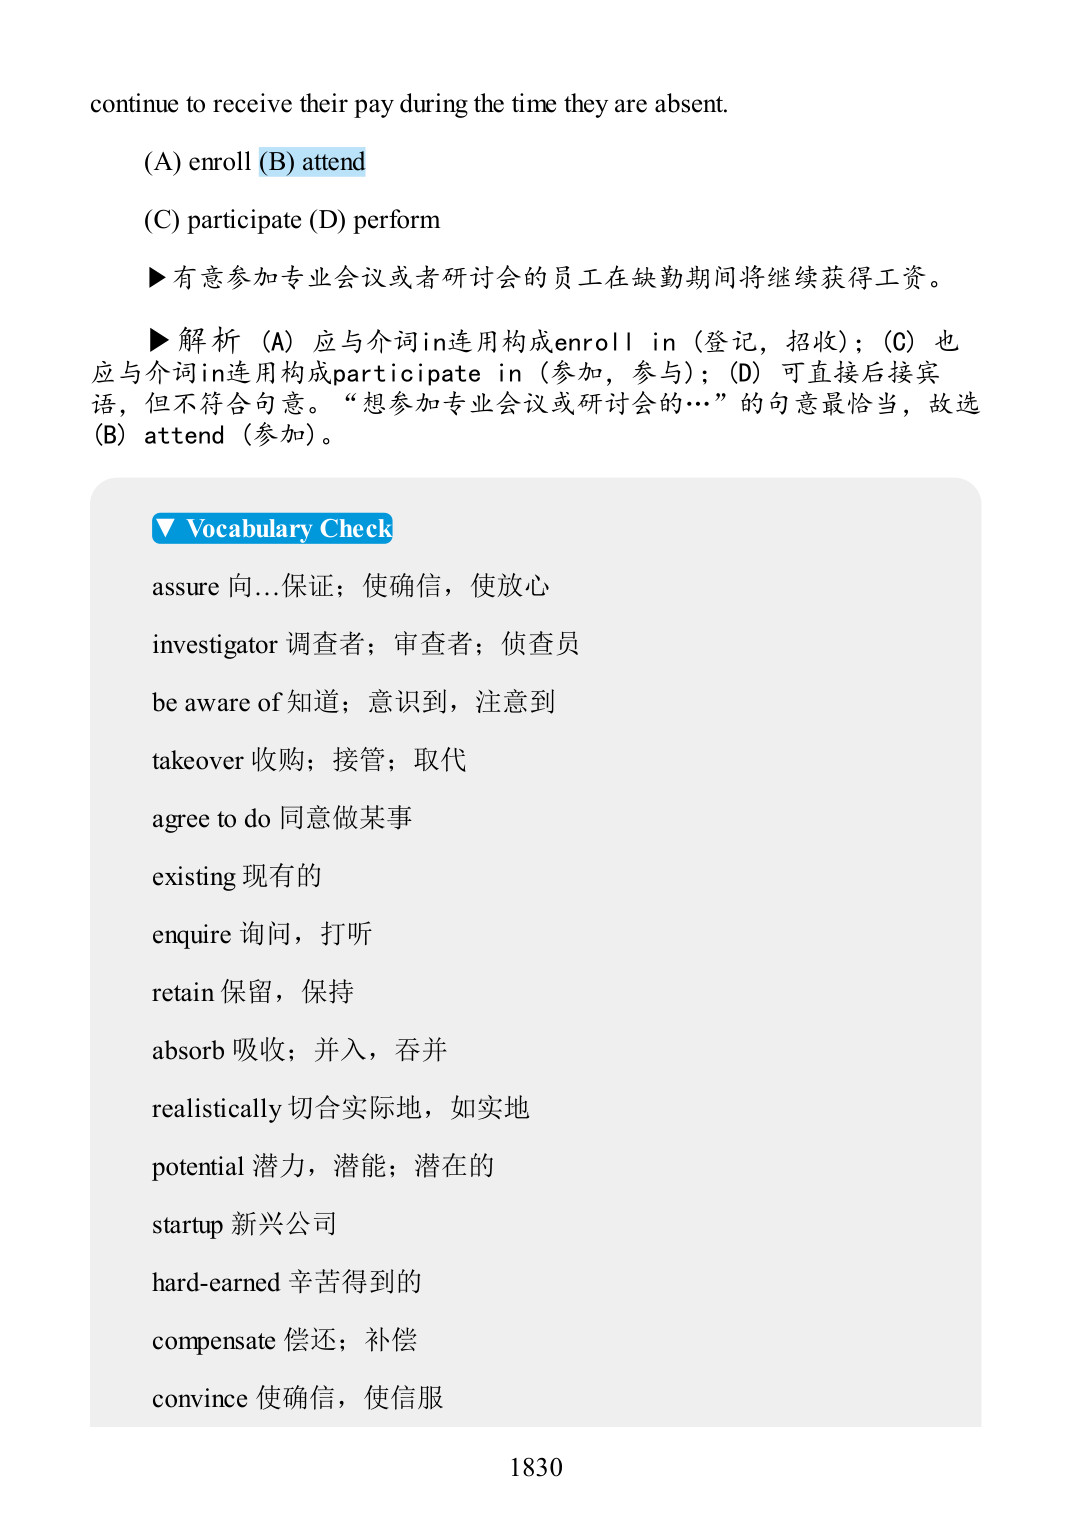 continue to receive their pay during the time they are absent.
(A) enroll (B) attend
(C) participate (D) perform
▶有意参加专业会议或者研讨会的员工在缺勤期间将继续获得工资。
▶解析 (A) 应与介词in连用构成enroll in (登记，招收)；(C) 也
应与介词in连用构成participate in (参加，参与)；(D) 可直接后接宾
语，但不符合句意。“想参加专业会议或研讨会的…”的句意最恰当，故选
(B) attend (参加)。
▼ Vocabulary Check
assure 向…保证；使确信，使放心
investigator 调查者；审查者；侦查员
be aware of 知道；意识到，注意到
takeover 收购；接管；取代
agree to do 同意做某事
existing 现有的
enquire 询问，打听
retain 保留，保持
absorb 吸收；并入，吞并
realistically 切合实际地，如实地
potential 潜力，潜能；潜在的
startup 新兴公司
hard-earned 辛苦得到的
compensate 偿还；补偿
convince 使确信，使信服
1830